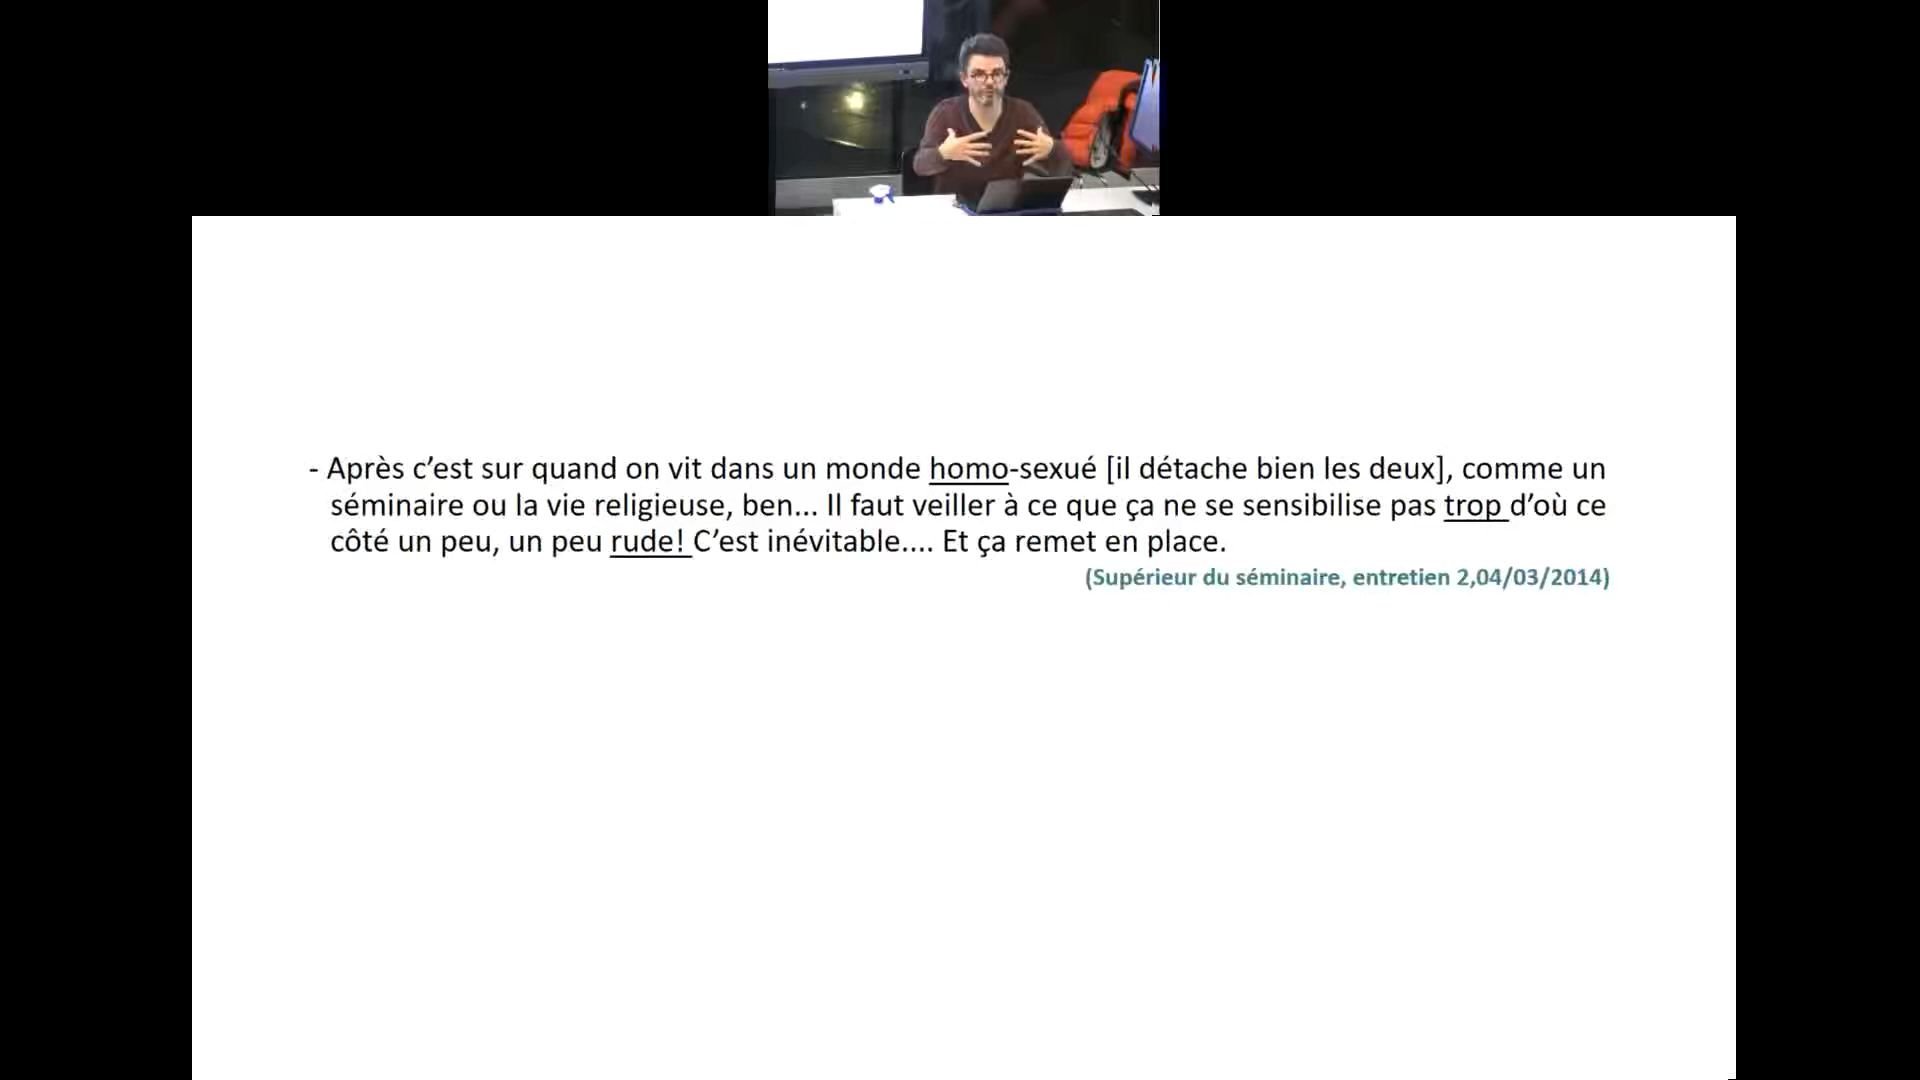 - Après c’est sur quand on vit dans un monde homo-sexué [il détache bien les deux], comme un
séminaire ou la vie religieuse, ben... Il faut veiller à ce que ça ne se sensibilise pas trop d’où ce
côté un peu, un peu rude! C’est inévitable.... Et ça remet en place.
(Supérieur du séminaire, entretien 2,04/03/2014)